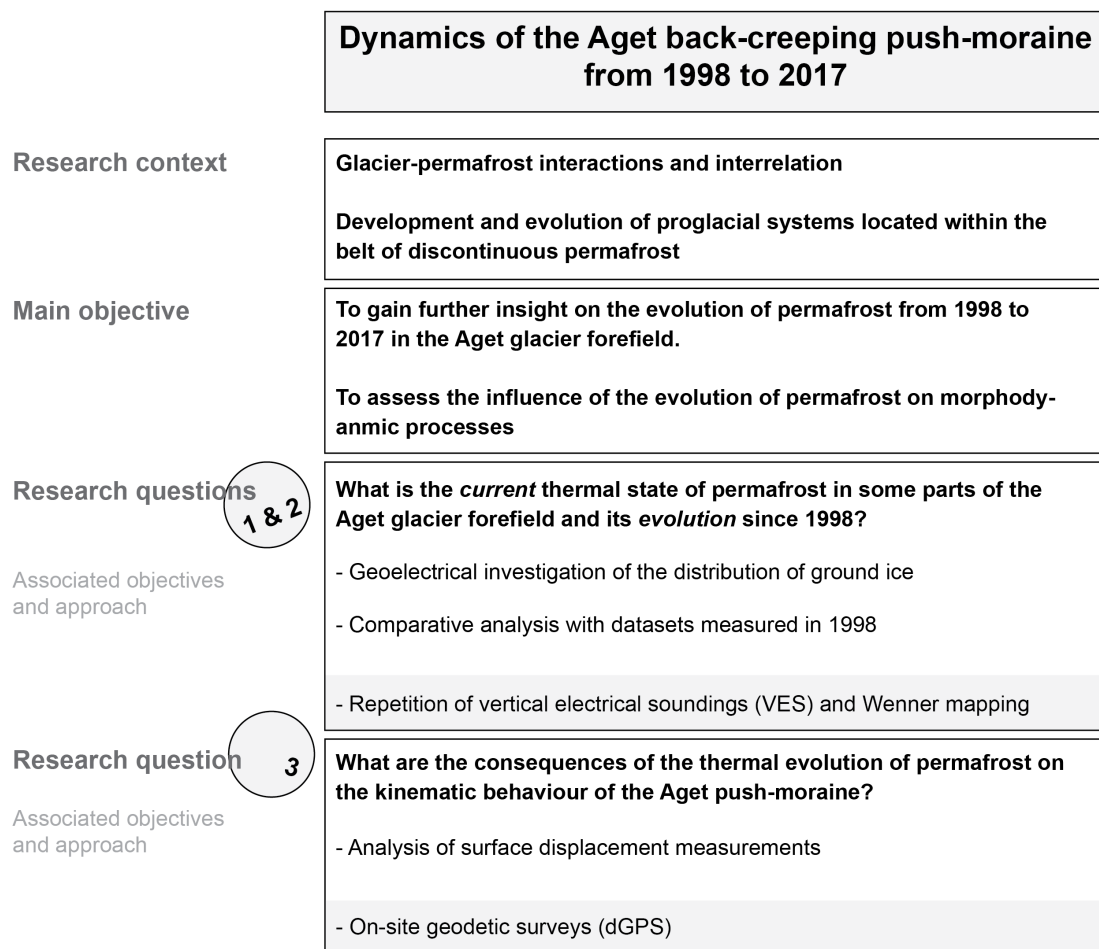 Dynamics of the Aget back-creeping push-moraine
from 1998 to 2017
Research context
Glacier-permafrost interactions and interrelation
Development and evolution of proglacial systems located within the
belt of discontinuous permafrost
Main objective
To gain further insight on the evolution of permafrost from 1998 to
2017 in the Aget glacier forefield.
To assess the influence of the evolution of permafrost on morphody-
anmic processes
Research questions
1 & 2
What is the current thermal state of permafrost in some parts of the
Aget glacier forefield and its evolution since 1998?
Associated objectives
and approach
- Geoelectrical investigation of the distribution of ground ice
- Comparative analysis with datasets measured in 1998
- Repetition of vertical electrical soundings (VES) and Wenner mapping
Research question
3
What are the consequences of the thermal evolution of permafrost on
the kinematic behaviour of the Aget push-moraine?
Associated objectives
and approach
- Analysis of surface displacement measurements
- On-site geodetic surveys (dGPS)